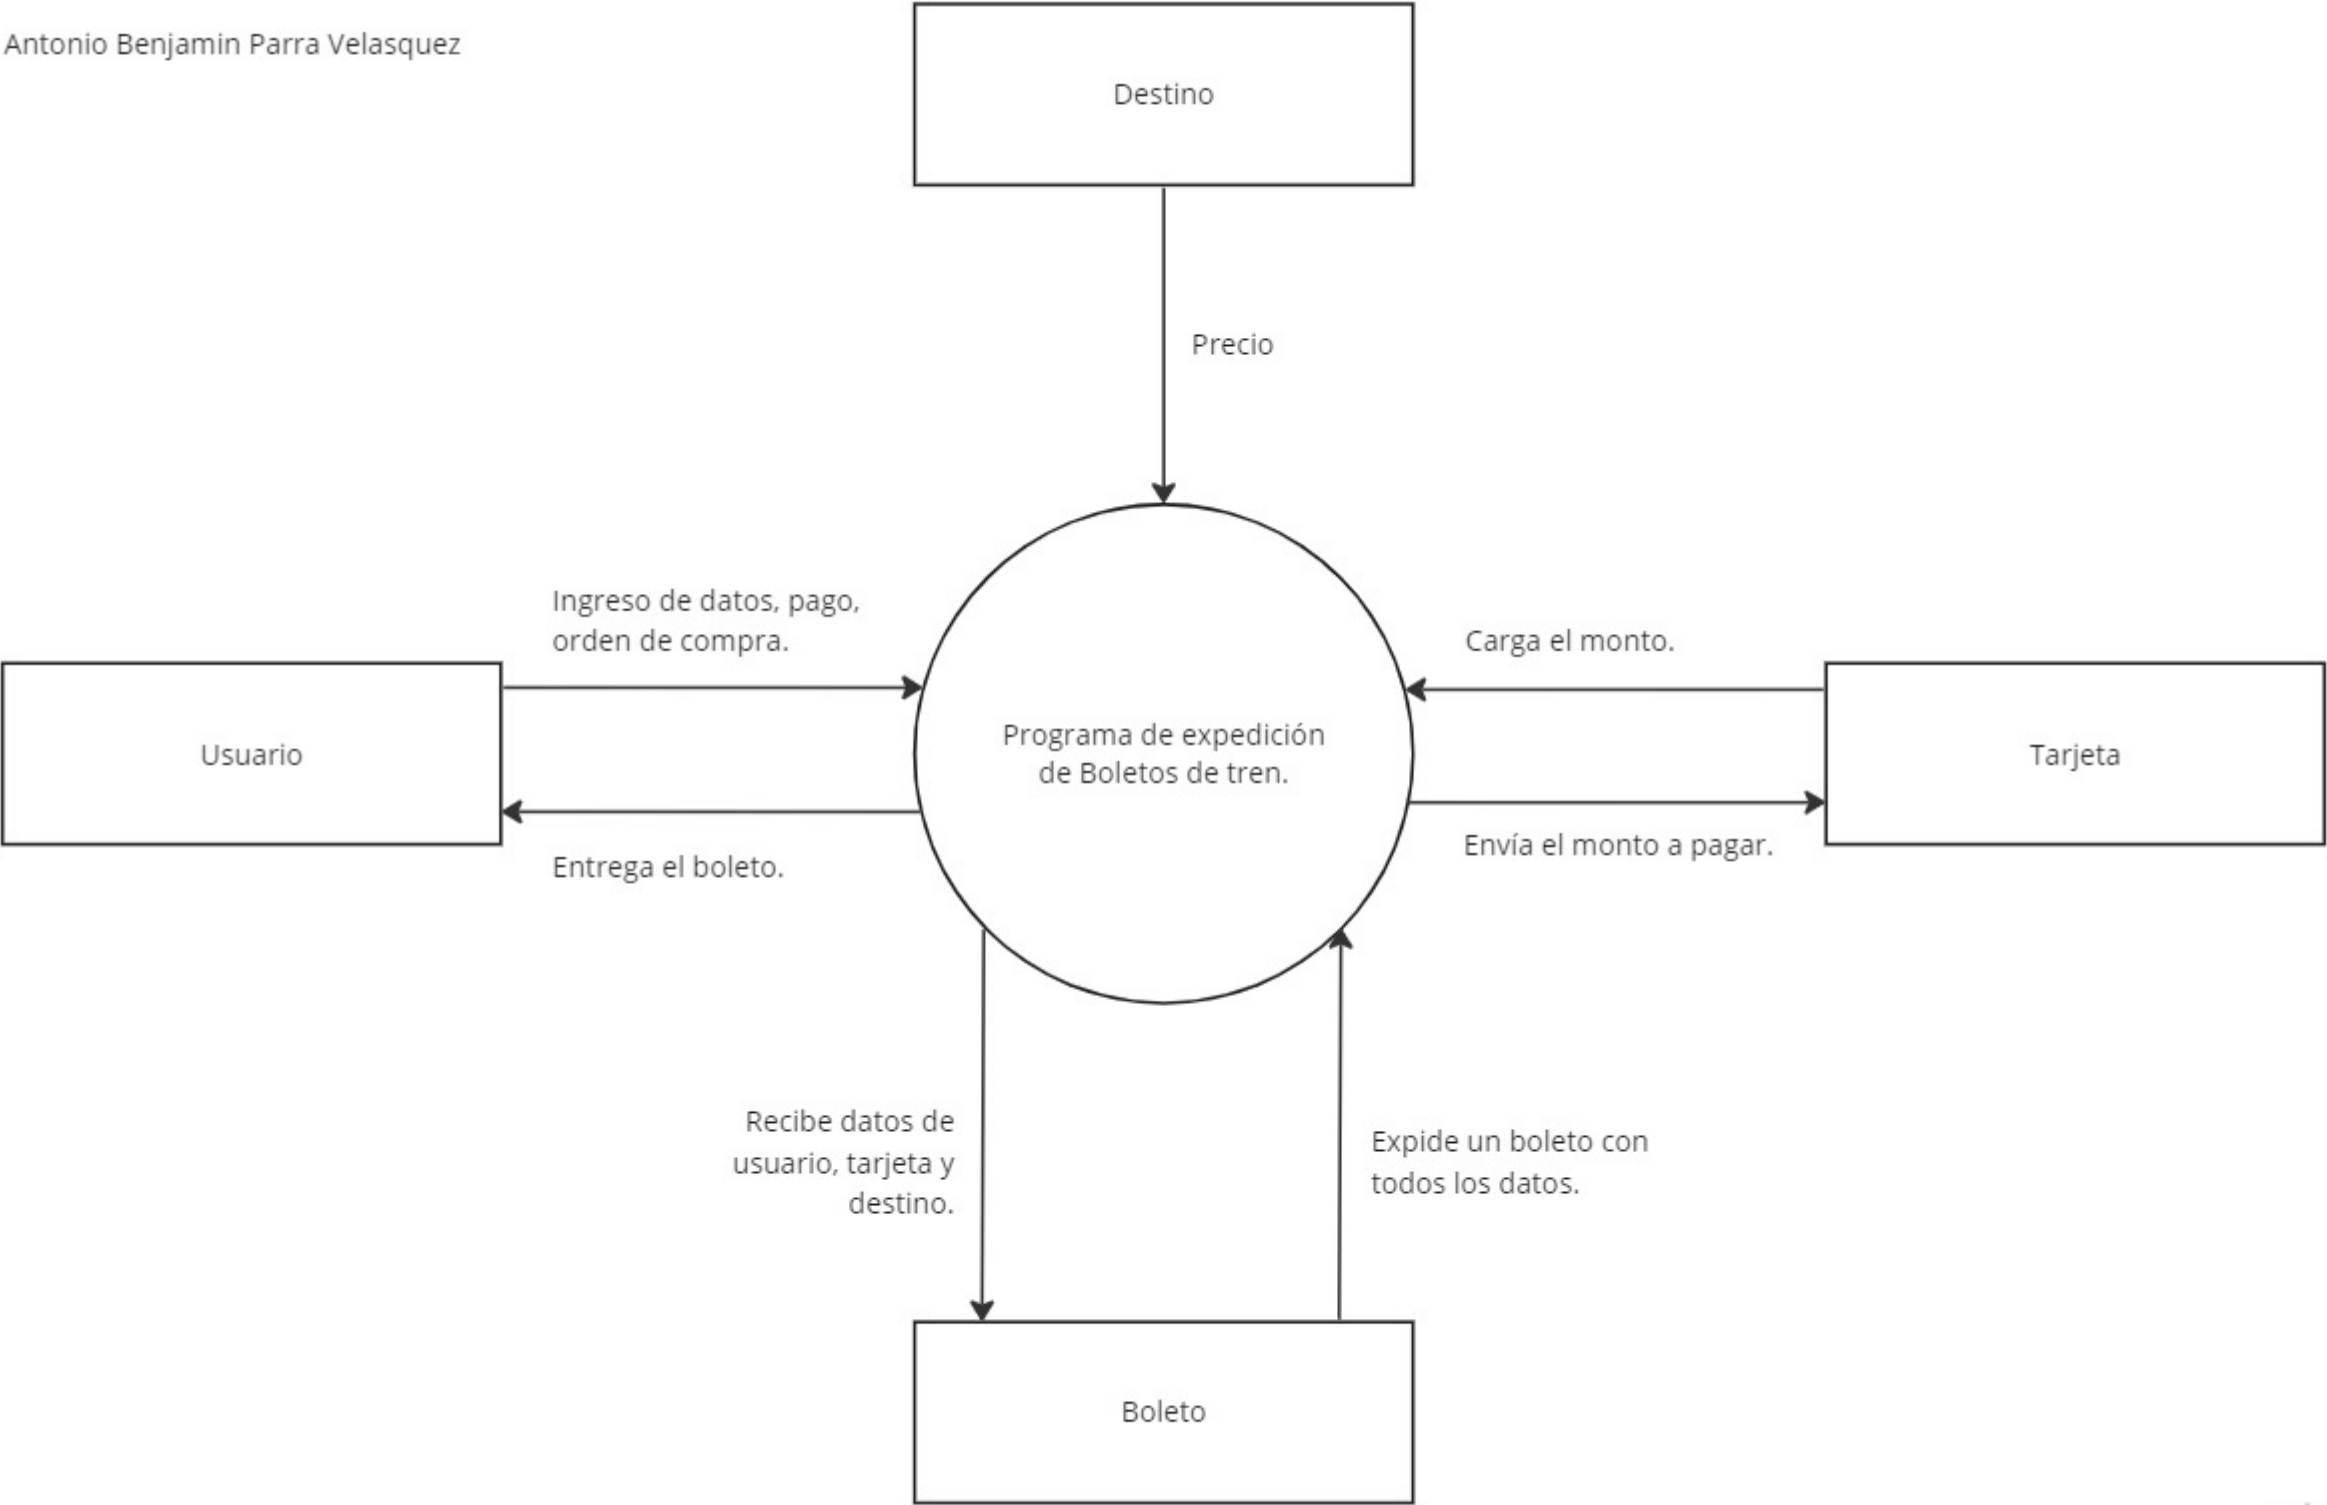 Antonio Benjamin Parra Velasquez
Destino
Precio
Ingreso de datos, pago,
orden de compra.
Carga el monto.
Usuario
Programa de expedición
de Boletos de tren.
Tarjeta
Entrega el boleto.
Envía el monto a pagar.
Recibe datos de
usuario, tarjeta y
destino.
Expide un boleto con
todos los datos.
Boleto